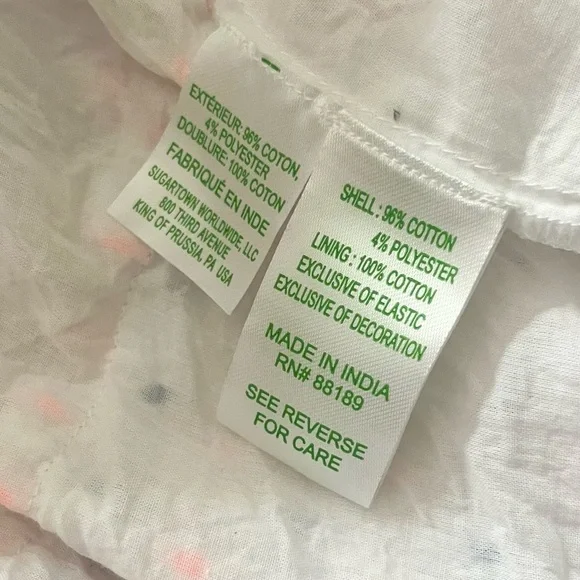 EXTÉRIEUR: 96% COTON,
4% POLYESTER
DOUBLURE: 100% COTON
FABRIQUÉ EN INDE
SUGARTOWN WORLDWIDE, LLC
800 THIRD AVENUE
KING OF PRUSSIA, PA USA
SHELL : 96% COTTON
4% POLYESTER
LINING : 100% COTTON
EXCLUSIVE OF ELASTIC
EXCLUSIVE OF DECORATION
MADE IN INDIA
RN# 88189
SEE REVERSE
FOR CARE